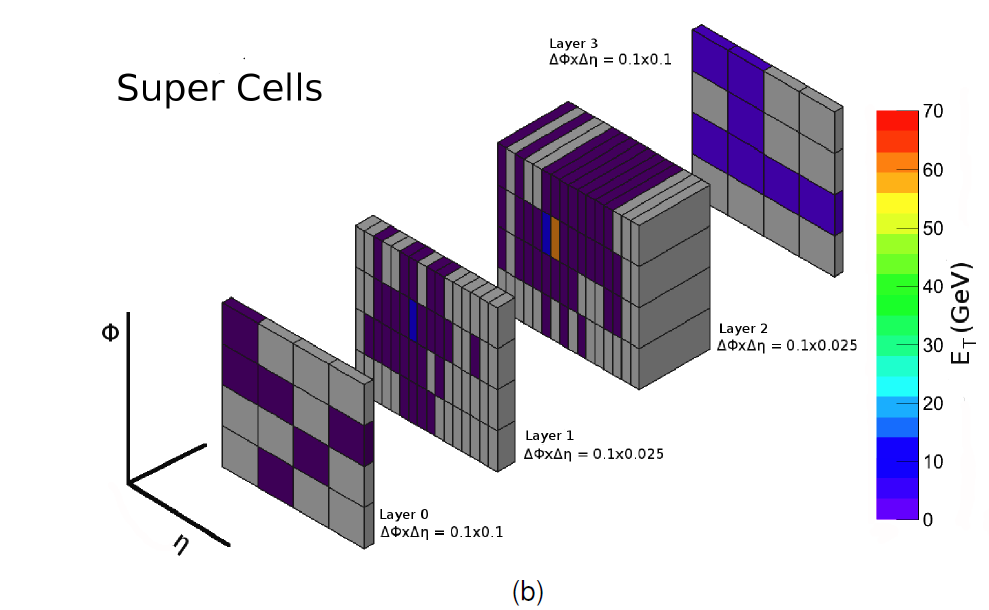 Super Cells
Layer 3
ΔΦxΔη = 0.1x0.1
Layer 2
ΔΦxΔη = 0.1x0.025
Layer 1
ΔΦxΔη = 0.1x0.025
Layer 0
ΔΦxΔη = 0.1x0.1
Φ
η
70
60
50
40
30
20
10
0
E_T (GeV)
(b)